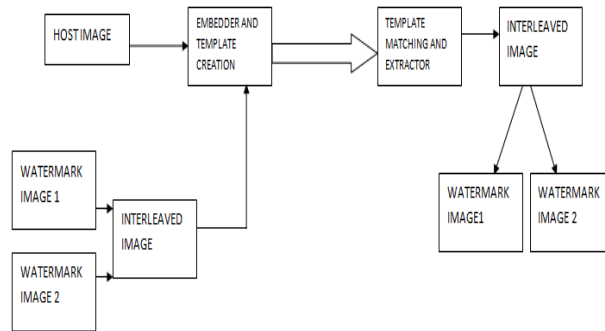 HOST IMAGE
EMBEDDER AND
TEMPLATE
CREATION
TEMPLATE
MATCHING AND
EXTRACTOR
INTERLEAVED
IMAGE
WATERMARK
IMAGE 1
WATERMARK
IMAGE 2
INTERLEAVED
IMAGE
WATERMARK
IMAGE1
WATERMARK
IMAGE 2